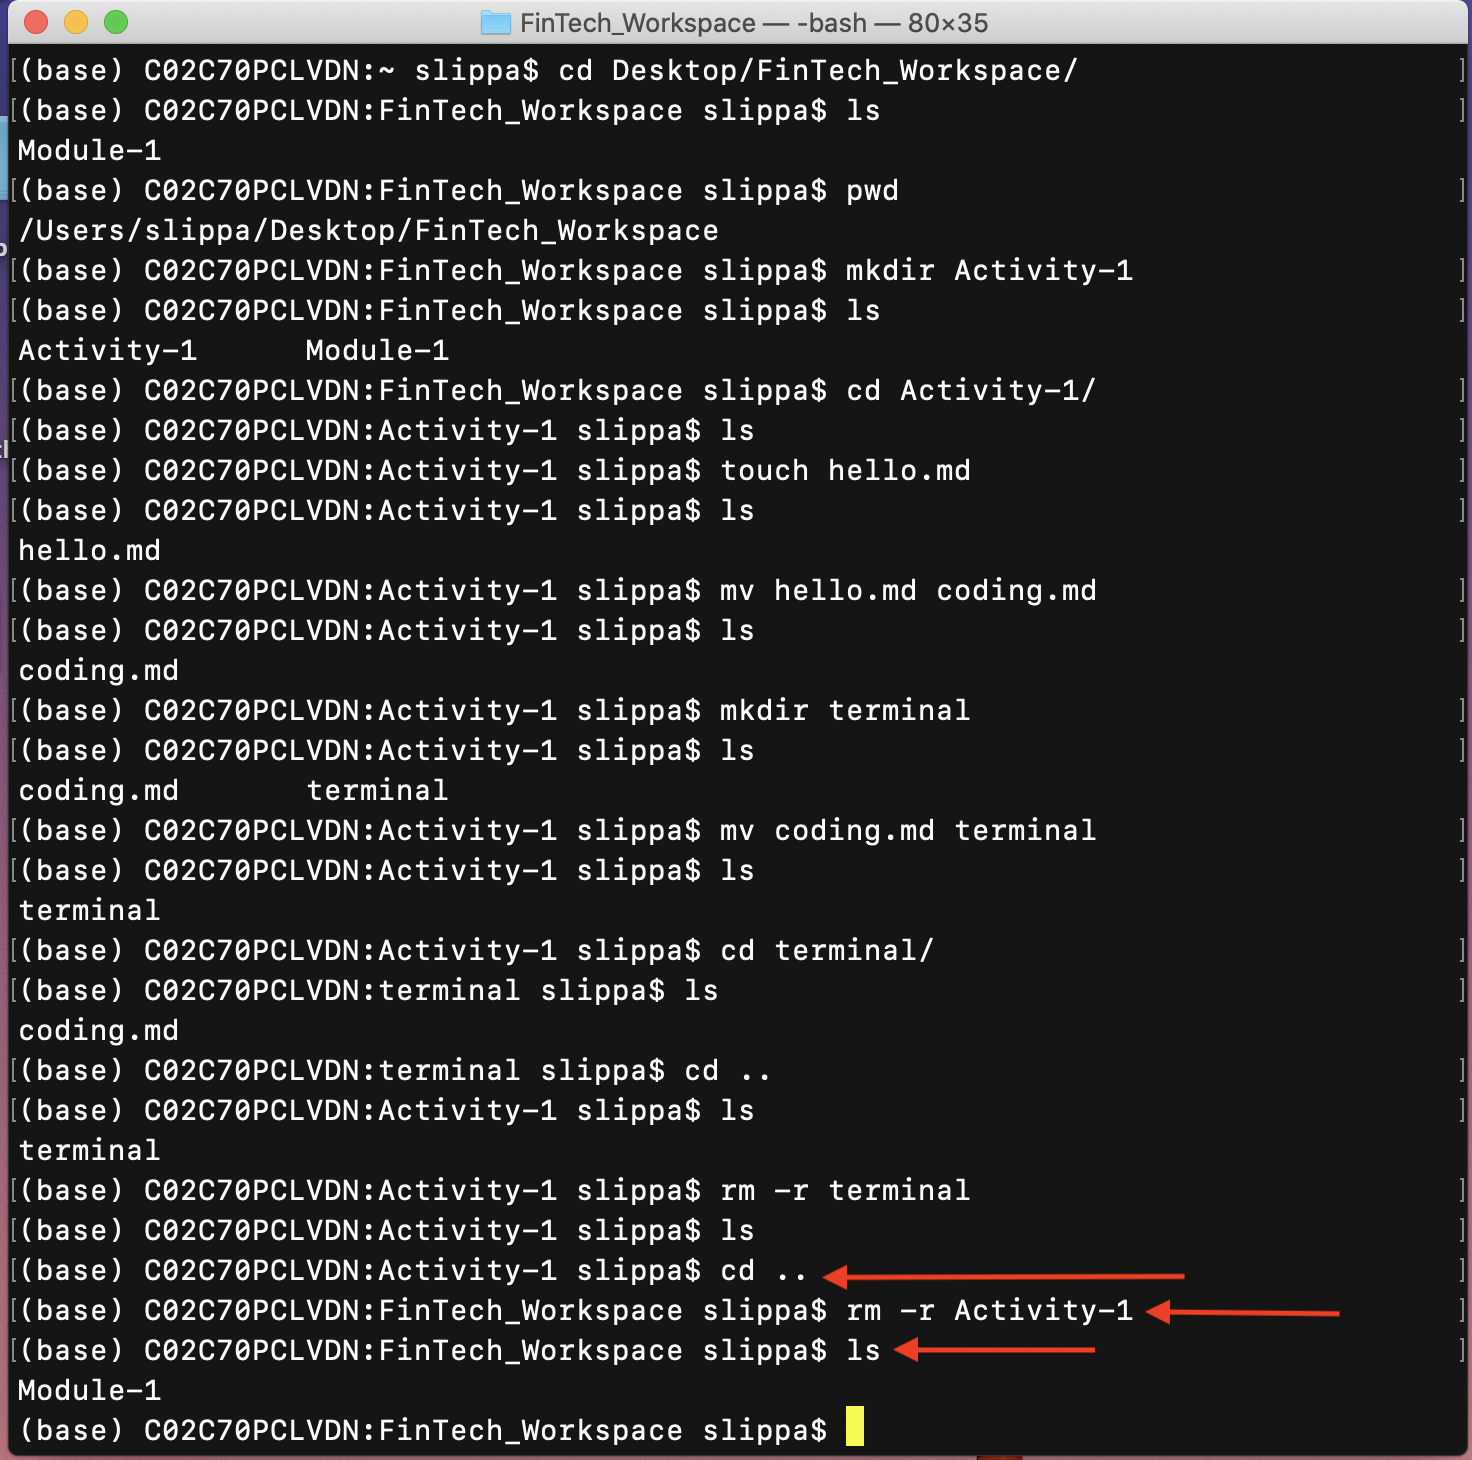 FinTech_Workspace — -bash — 80×35
[(base) C02C70PCLVDN:~ slippa$ cd Desktop/FinTech_Workspace/ ]
[(base) C02C70PCLVDN:FinTech_Workspace slippa$ ls ]
Module-1
[(base) C02C70PCLVDN:FinTech_Workspace slippa$ pwd ]
/Users/slippa/Desktop/FinTech_Workspace
[(base) C02C70PCLVDN:FinTech_Workspace slippa$ mkdir Activity-1 ]
[(base) C02C70PCLVDN:FinTech_Workspace slippa$ ls ]
Activity-1 Module-1
[(base) C02C70PCLVDN:FinTech_Workspace slippa$ cd Activity-1/ ]
[(base) C02C70PCLVDN:Activity-1 slippa$ ls ]
[(base) C02C70PCLVDN:Activity-1 slippa$ touch hello.md ]
[(base) C02C70PCLVDN:Activity-1 slippa$ ls ]
hello.md
[(base) C02C70PCLVDN:Activity-1 slippa$ mv hello.md coding.md ]
[(base) C02C70PCLVDN:Activity-1 slippa$ ls ]
coding.md
[(base) C02C70PCLVDN:Activity-1 slippa$ mkdir terminal ]
[(base) C02C70PCLVDN:Activity-1 slippa$ ls ]
coding.md terminal
[(base) C02C70PCLVDN:Activity-1 slippa$ mv coding.md terminal ]
[(base) C02C70PCLVDN:Activity-1 slippa$ ls ]
terminal
[(base) C02C70PCLVDN:Activity-1 slippa$ cd terminal/ ]
[(base) C02C70PCLVDN:terminal slippa$ ls ]
coding.md
[(base) C02C70PCLVDN:terminal slippa$ cd .. ]
[(base) C02C70PCLVDN:Activity-1 slippa$ ls ]
terminal
[(base) C02C70PCLVDN:Activity-1 slippa$ rm -r terminal ]
[(base) C02C70PCLVDN:Activity-1 slippa$ ls ]
[(base) C02C70PCLVDN:Activity-1 slippa$ cd .. ]
[(base) C02C70PCLVDN:FinTech_Workspace slippa$ rm -r Activity-1 ]
[(base) C02C70PCLVDN:FinTech_Workspace slippa$ ls ]
Module-1
(base) C02C70PCLVDN:FinTech_Workspace slippa$